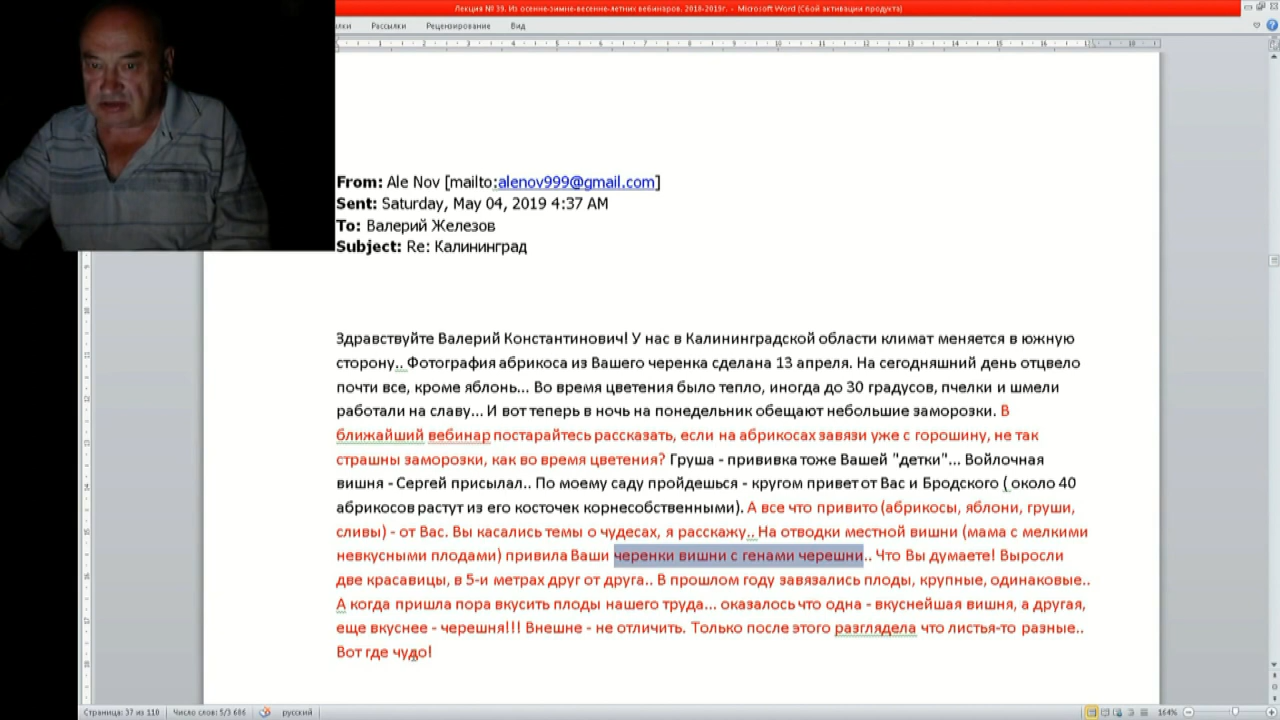 Лекция № 39. Из осенне-зимне-весенне-летних вебинаров. 2018-2019г. - Microsoft Word (Сбой активации продукта)
лки Рассылки Рецензирование Вид
From: Ale Nov [mailto:alenov999@gmail.com]
Sent: Saturday, May 04, 2019 4:37 AM
To: Валерий Железов
Subject: Re: Калининград
Здравствуйте Валерий Константинович! У нас в Калининградской области климат меняется в южную
сторону.. Фотография абрикоса из Вашего черенка сделана 13 апреля. На сегодняшний день отцвело
почти все, кроме яблонь... Во время цветения было тепло, иногда до 30 градусов, пчелки и шмели
работали на славу... И вот теперь в ночь на понедельник обещают небольшие заморозки. В
ближайший вебинар постарайтесь рассказать, если на абрикосах завязи уже с горошину, не так
страшны заморозки, как во время цветения? Груша - прививка тоже Вашей "детки"... Войлочная
вишня - Сергей присылал.. По моему саду пройдешься - кругом привет от Вас и Бродского ( около 40
абрикосов растут из его косточек корнесобственными). А все что привито (абрикосы, яблони, груши,
сливы) - от Вас. Вы касались темы о чудесах, я расскажу.. На отводки местной вишни (мама с мелкими
невкусными плодами) привила Ваши черенки вишни с генами черешни.. Что Вы думаете! Выросли
две красавицы, в 5-и метрах друг от друга.. В прошлом году завязались плоды, крупные, одинаковые..
А когда пришла пора вкусить плоды нашего труда... оказалось что одна - вкуснейшая вишня, а другая,
еще вкуснее - черешня!!! Внешне - не отличить. Только после этого разглядела что листья-то разные..
Вот где чудо!
Страница: 37 из 110 Число слов: 5/3 686 русский 164%